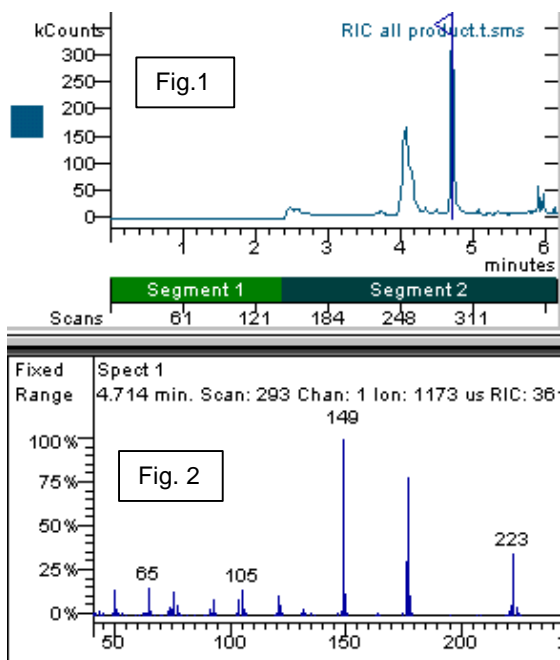 kCounts RIC all product.t.sms
300
250
200
150
100
50
0
Fig.1
1 2 3 4 5 6
minutes
Segment 1 Segment 2
Scans 61 121 184 248 311
Fixed Spect 1
Range 4.714 min. Scan: 293 Chan: 1 Ion: 1173 us RIC: 361
149
100%
75%
50%
25%
0%
Fig. 2
65 105 223
50 100 150 200